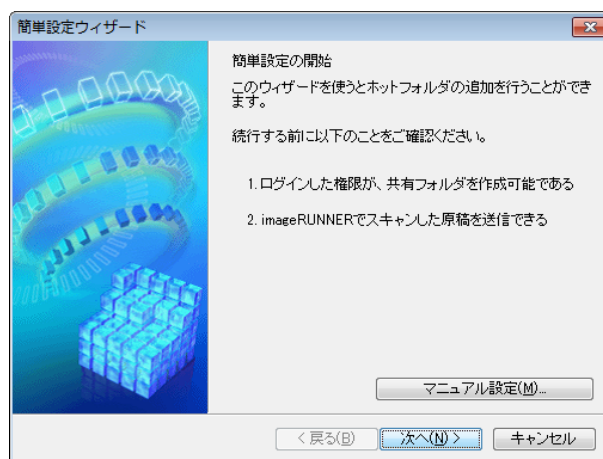 簡単設定ウィザード
簡単設定の開始
このウィザードを使うとホットフォルダの追加を行うことができ
ます。
続行する前に以下のことをご確認ください。
1.ログインした権限が、共有フォルダを作成可能である
2. imageRUNNERでスキャンした原稿を送信できる
マニュアル設定(M)...
< 戻る(B)
次へ(N) >
キャンセル